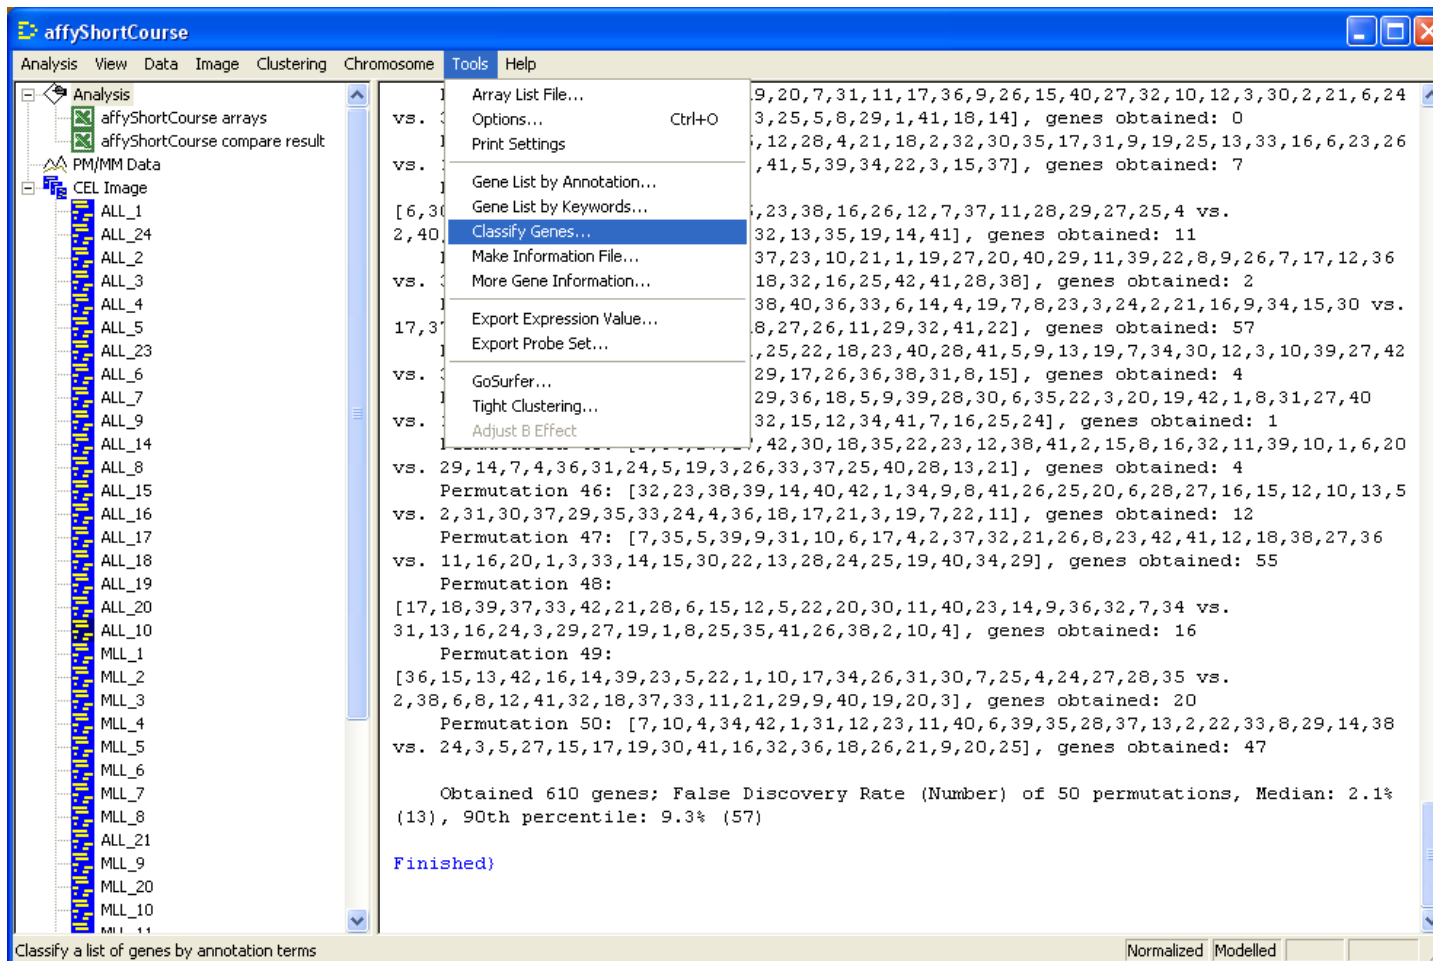 affyShortCourse
Analysis View Data Image Clustering Chromosome Tools Help
Analysis
affyShortCourse arrays
affyShortCourse compare result
PM/MM Data
CEL Image
ALL_1
ALL_24
ALL_2
ALL_3
ALL_4
ALL_5
ALL_23
ALL_6
ALL_7
ALL_9
ALL_14
ALL_8
ALL_15
ALL_16
ALL_17
ALL_18
ALL_19
ALL_20
ALL_10
MLL_1
MLL_2
MLL_3
MLL_4
MLL_5
MLL_6
MLL_7
MLL_8
ALL_21
MLL_9
MLL_20
MLL_10
Array List File...
Options... Ctrl+O
Print Settings
Gene List by Annotation...
Gene List by Keywords...
Classify Genes...
Make Information File...
More Gene Information...
Export Expression Value...
Export Probe Set...
GoSurfer...
Tight Clustering...
Adjust B Effect
9,20,7,31,11,17,36,9,26,15,40,27,32,10,12,3,30,2,21,6,24
vs. 3,25,5,8,29,1,41,18,14], genes obtained: 0
,12,28,4,21,18,2,32,30,35,17,31,9,19,25,13,33,16,6,23,26
vs. ,41,5,39,34,22,3,15,37], genes obtained: 7
[6,30 ,23,38,16,26,12,7,37,11,28,29,27,25,4 vs.
2,40, 32,13,35,19,14,41], genes obtained: 11
37,23,10,21,1,19,27,20,40,29,11,39,22,8,9,26,7,17,12,36
vs. 18,32,16,25,42,41,28,38], genes obtained: 2
38,40,36,33,6,14,4,19,7,8,23,3,24,2,21,16,9,34,15,30 vs.
17,37 8,27,26,11,29,32,41,22], genes obtained: 57
,25,22,18,23,40,28,41,5,9,13,19,7,34,30,12,3,10,39,27,42
vs. 29,17,26,36,38,31,8,15], genes obtained: 4
29,36,18,5,9,39,28,30,6,35,22,3,20,19,42,1,8,31,27,40
vs. 32,15,12,34,41,7,16,25,24], genes obtained: 1
,42,30,18,35,22,23,12,38,41,2,15,8,16,32,11,39,10,1,6,20
vs. 29,14,7,4,36,31,24,5,19,3,26,33,37,25,40,28,13,21], genes obtained: 4
Permutation 46: [32,23,38,39,14,40,42,1,34,9,8,41,26,25,20,6,28,27,16,15,12,10,13,5
vs. 2,31,30,37,29,35,33,24,4,36,18,17,21,3,19,7,22,11], genes obtained: 12
Permutation 47: [7,35,5,39,9,31,10,6,17,4,2,37,32,21,26,8,23,42,41,12,18,38,27,36
vs. 11,16,20,1,3,33,14,15,30,22,13,28,24,25,19,40,34,29], genes obtained: 55
Permutation 48:
[17,18,39,37,33,42,21,28,6,15,12,5,22,20,30,11,40,23,14,9,36,32,7,34 vs.
31,13,16,24,3,29,27,19,1,8,25,35,41,26,38,2,10,4], genes obtained: 16
Permutation 49:
[36,15,13,42,16,14,39,23,5,22,1,10,17,34,26,31,30,7,25,4,24,27,28,35 vs.
2,38,6,8,12,41,32,18,37,33,11,21,29,9,40,19,20,3], genes obtained: 20
Permutation 50: [7,10,4,34,42,1,31,12,23,11,40,6,39,35,28,37,13,2,22,33,8,29,14,38
vs. 24,3,5,27,15,17,19,30,41,16,32,36,18,26,21,9,20,25], genes obtained: 47
Obtained 610 genes; False Discovery Rate (Number) of 50 permutations, Median: 2.1%
(13), 90th percentile: 9.3% (57)
Finished}
Classify a list of genes by annotation terms
Normalized Modelled